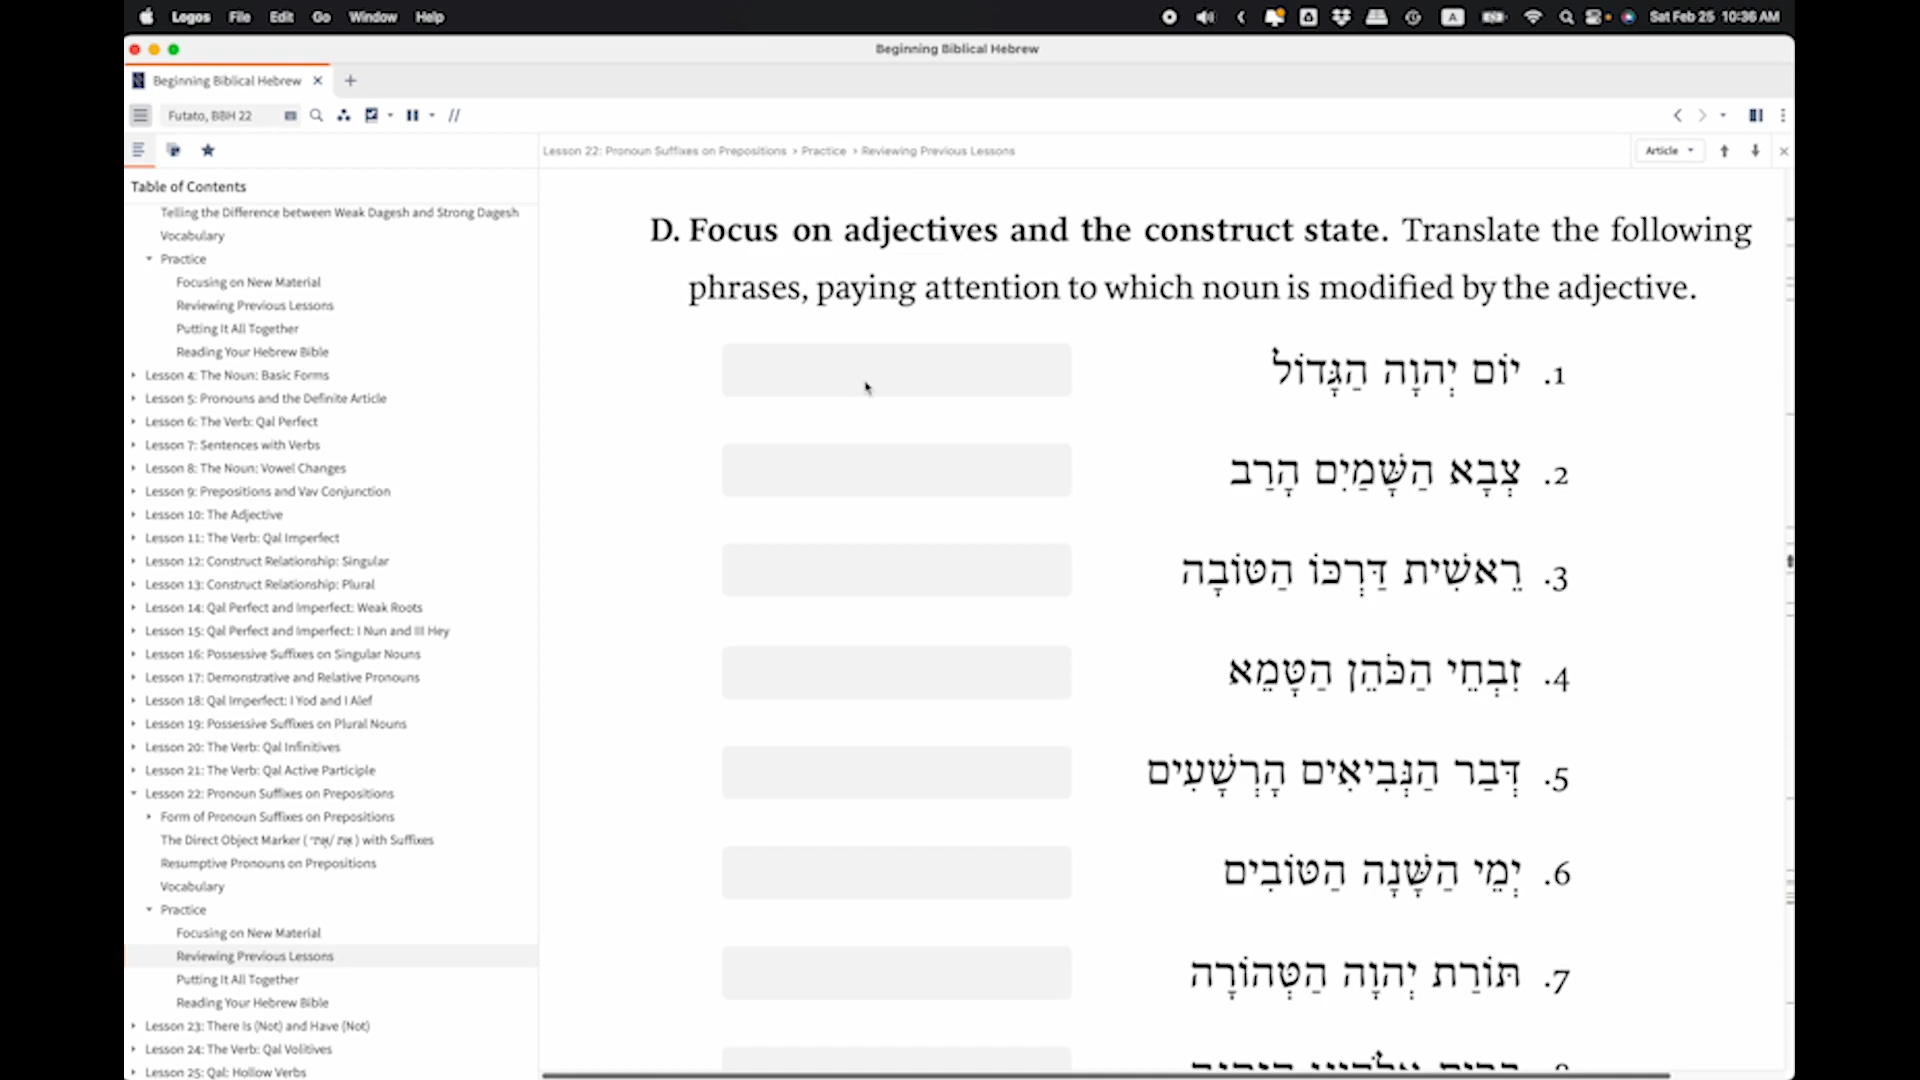 Logos File Edit Go Window Help
A
Sat Feb 25 10:36 AM
Beginning Biblical Hebrew
Beginning Biblical Hebrew
Futato, BBH 22
Lesson 22: Pronoun Suffixes on Prepositions › Practice › Reviewing Previous Lessons
Article
Table of Contents
Telling the Difference between Weak Dagesh and Strong Dagesh
Vocabulary
Practice
Focusing on New Material
Reviewing Previous Lessons
Putting It All Together
Reading Your Hebrew Bible
Lesson 4: The Noun: Basic Forms
Lesson 5: Pronouns and the Definite Article
Lesson 6: The Verb: Qal Perfect
Lesson 7: Sentences with Verbs
Lesson 8: The Noun: Vowel Changes
Lesson 9: Prepositions and Vav Conjunction
Lesson 10: The Adjective
Lesson 11: The Verb: Qal Imperfect
Lesson 12: Construct Relationship: Singular
Lesson 13: Construct Relationship: Plural
Lesson 14: Qal Perfect and Imperfect: Weak Roots
Lesson 15: Qal Perfect and Imperfect: I Nun and III Hey
Lesson 16: Possessive Suffixes on Singular Nouns
Lesson 17: Demonstrative and Relative Pronouns
Lesson 18: Qal Imperfect: I Yod and I Alef
Lesson 19: Possessive Suffixes on Plural Nouns
Lesson 20: The Verb: Qal Infinitives
Lesson 21: The Verb: Qal Active Participle
Lesson 22: Pronoun Suffixes on Prepositions
Form of Pronoun Suffixes on Prepositions
The Direct Object Marker ( ) with Suffixes
Resumptive Pronouns on Prepositions
Vocabulary
Practice
Focusing on New Material
Reviewing Previous Lessons
Putting It All Together
Reading Your Hebrew Bible
Lesson 23: There Is (Not) and Have (Not)
Lesson 24: The Verb: Qal Volitives
Lesson 25: Qal: Hollow Verbs
D. Focus on adjectives and the construct state. Translate the following
phrases, paying attention to which noun is modified by the adjective.
1. יוֹם יְהוָה הַגָּדוֹל
2. צְבָא הַשָּׁמַיִם הָרַב
3. רֵאשִׁית דַּרְכּוֹ הַטּוֹבָה
4. זִבְחֵי הַכֹּהֵן הַטָּמֵא
5. דְּבַר הַנְּבִיאִים הָרְשָׁעִים
6. יְמֵי הַשָּׁנָה הַטּוֹבִים
7. תּוֹרַת יְהוָה הַטְּהוֹרָה